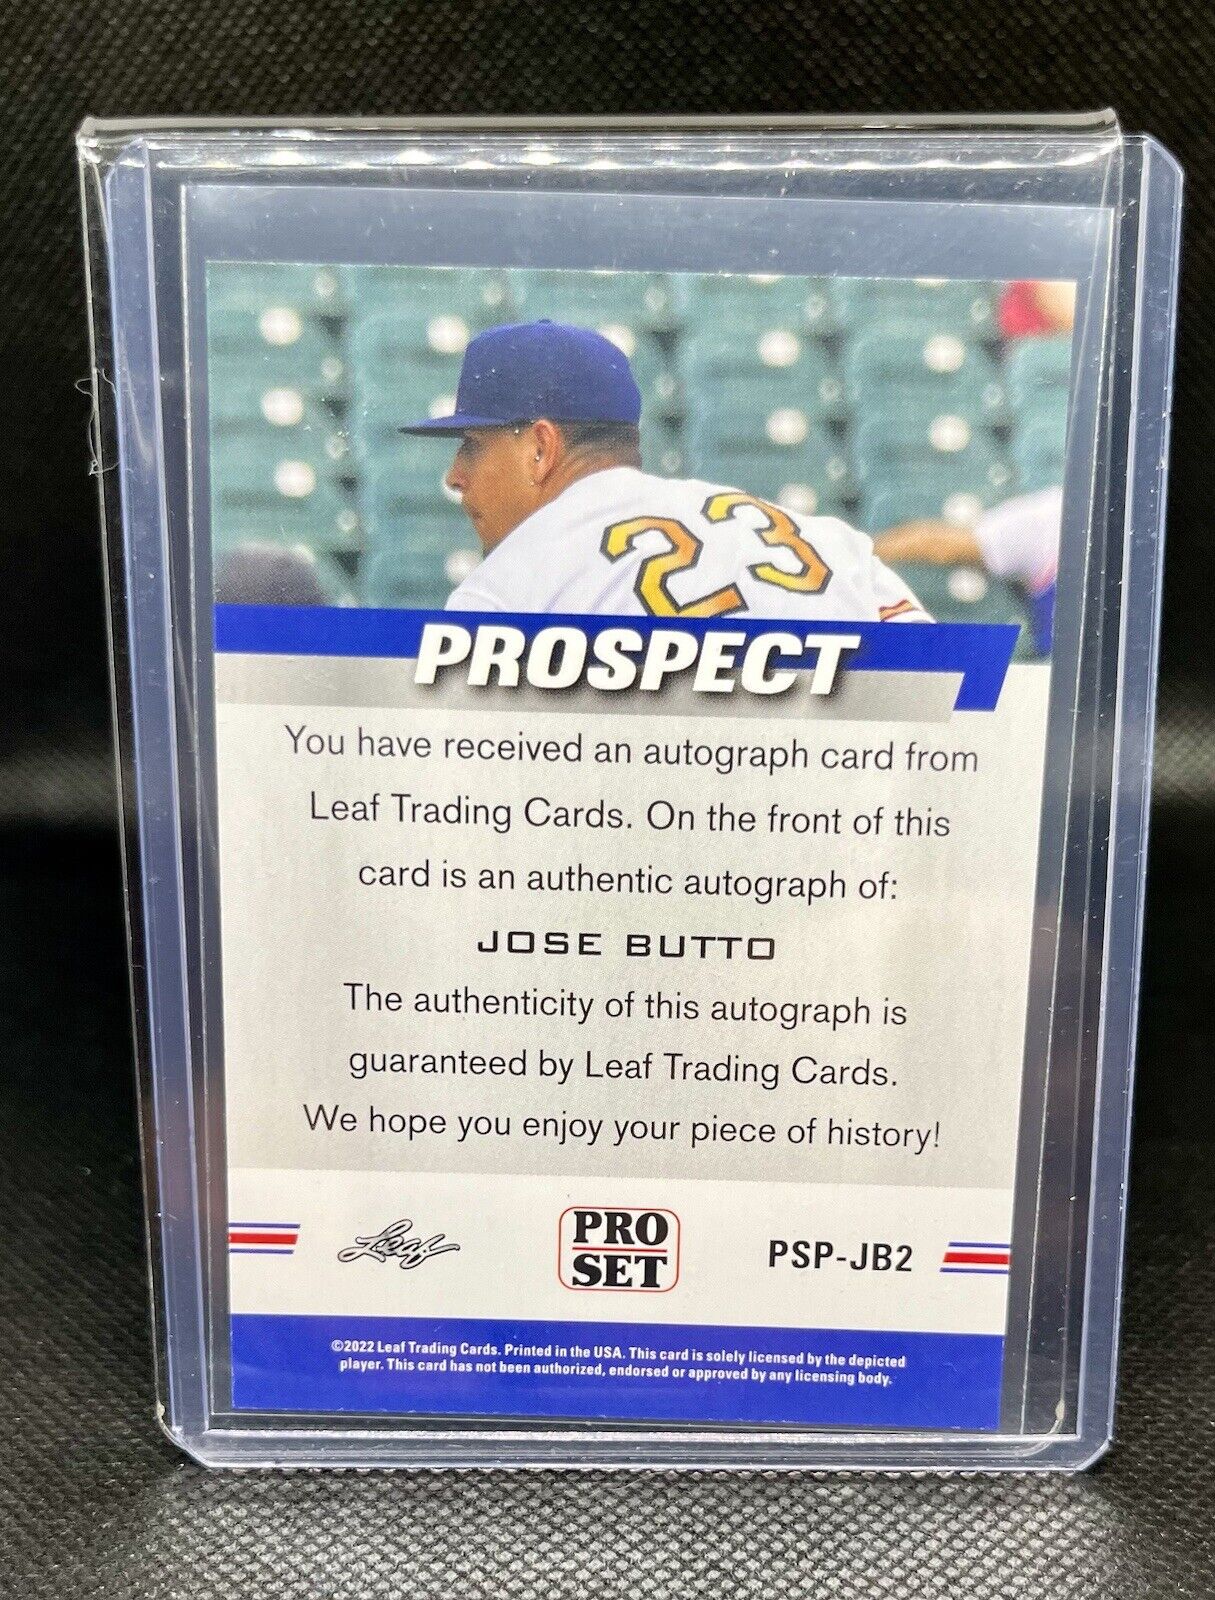 23
PROSPECT
You have received an autograph card from
Leaf Trading Cards. On the front of this
card is an authentic autograph of:
JOSE BUTTO
The authenticity of this autograph is
guaranteed by Leaf Trading Cards.
We hope you enjoy your piece of history!
Leaf
PRO
SET
PSP-JB2
©2022 Leaf Trading Cards. Printed in the USA. This card is solely licensed by the depicted
player. This card has not been authorized, endorsed or approved by any licensing body.